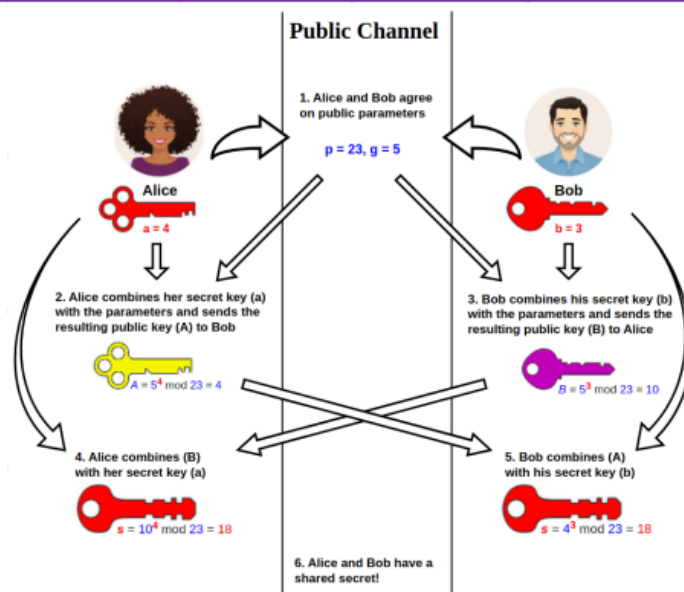 Public Channel
1. Alice and Bob agree
on public parameters
p = 23, g = 5
Alice
a = 4
Bob
b = 3
2. Alice combines her secret key (a)
with the parameters and sends the
resulting public key (A) to Bob
A = 5⁴ mod 23 = 4
3. Bob combines his secret key (b)
with the parameters and sends the
resulting public key (B) to Alice
B = 5³ mod 23 = 10
4. Alice combines (B)
with her secret key (a)
s = 10⁴ mod 23 = 18
5. Bob combines (A)
with his secret key (b)
s = 4³ mod 23 = 18
6. Alice and Bob have a
shared secret!